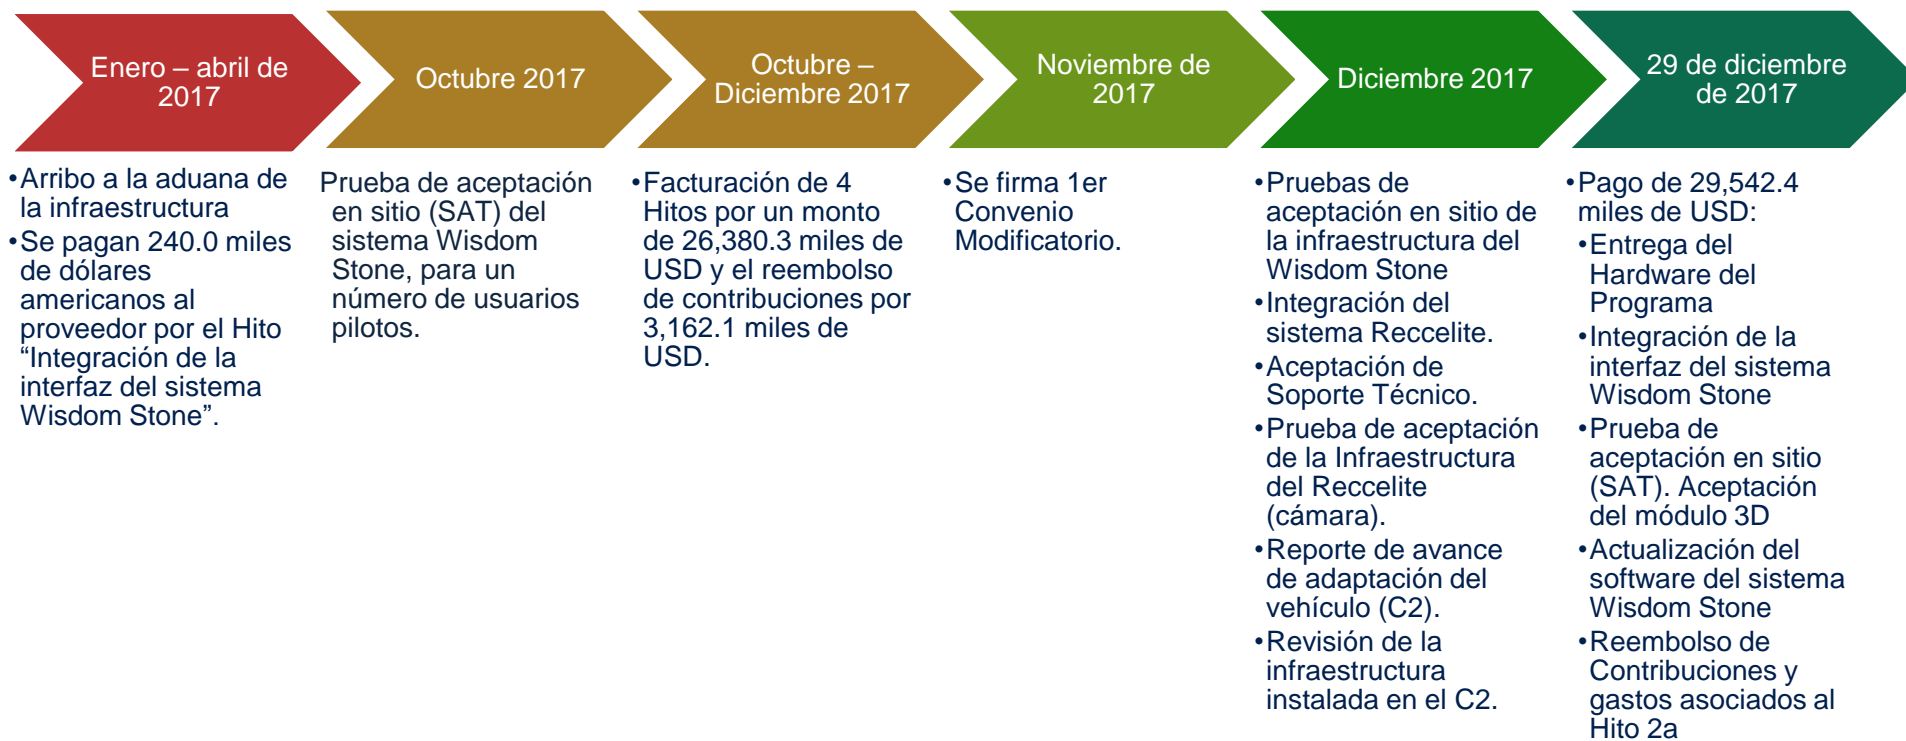 Enero – abril de
2017
Octubre 2017
Octubre –
Diciembre 2017
Noviembre de
2017
Diciembre 2017
29 de diciembre
de 2017
•Arribo a la aduana de
la infraestructura
•Se pagan 240.0 miles
de dólares
americanos al
proveedor por el Hito
“Integración de la
interfaz del sistema
Wisdom Stone”.
Prueba de aceptación
en sitio (SAT) del
sistema Wisdom
Stone, para un
número de usuarios
pilotos.
•Facturación de 4
Hitos por un monto
de 26,380.3 miles de
USD y el reembolso
de contribuciones por
3,162.1 miles de
USD.
•Se firma 1er
Convenio
Modificatorio.
•Pruebas de
aceptación en sitio de
la infraestructura del
Wisdom Stone
•Integración del
sistema Reccelite.
•Aceptación de
Soporte Técnico.
•Prueba de aceptación
de la Infraestructura
del Reccelite
(cámara).
•Reporte de avance
de adaptación del
vehículo (C2).
•Revisión de la
infraestructura
instalada en el C2.
•Pago de 29,542.4
miles de USD:
•Entrega del
Hardware del
Programa
•Integración de la
interfaz del sistema
Wisdom Stone
•Prueba de
aceptación en sitio
(SAT). Aceptación
del módulo 3D
•Actualización del
software del sistema
Wisdom Stone
•Reembolso de
Contribuciones y
gastos asociados al
Hito 2a